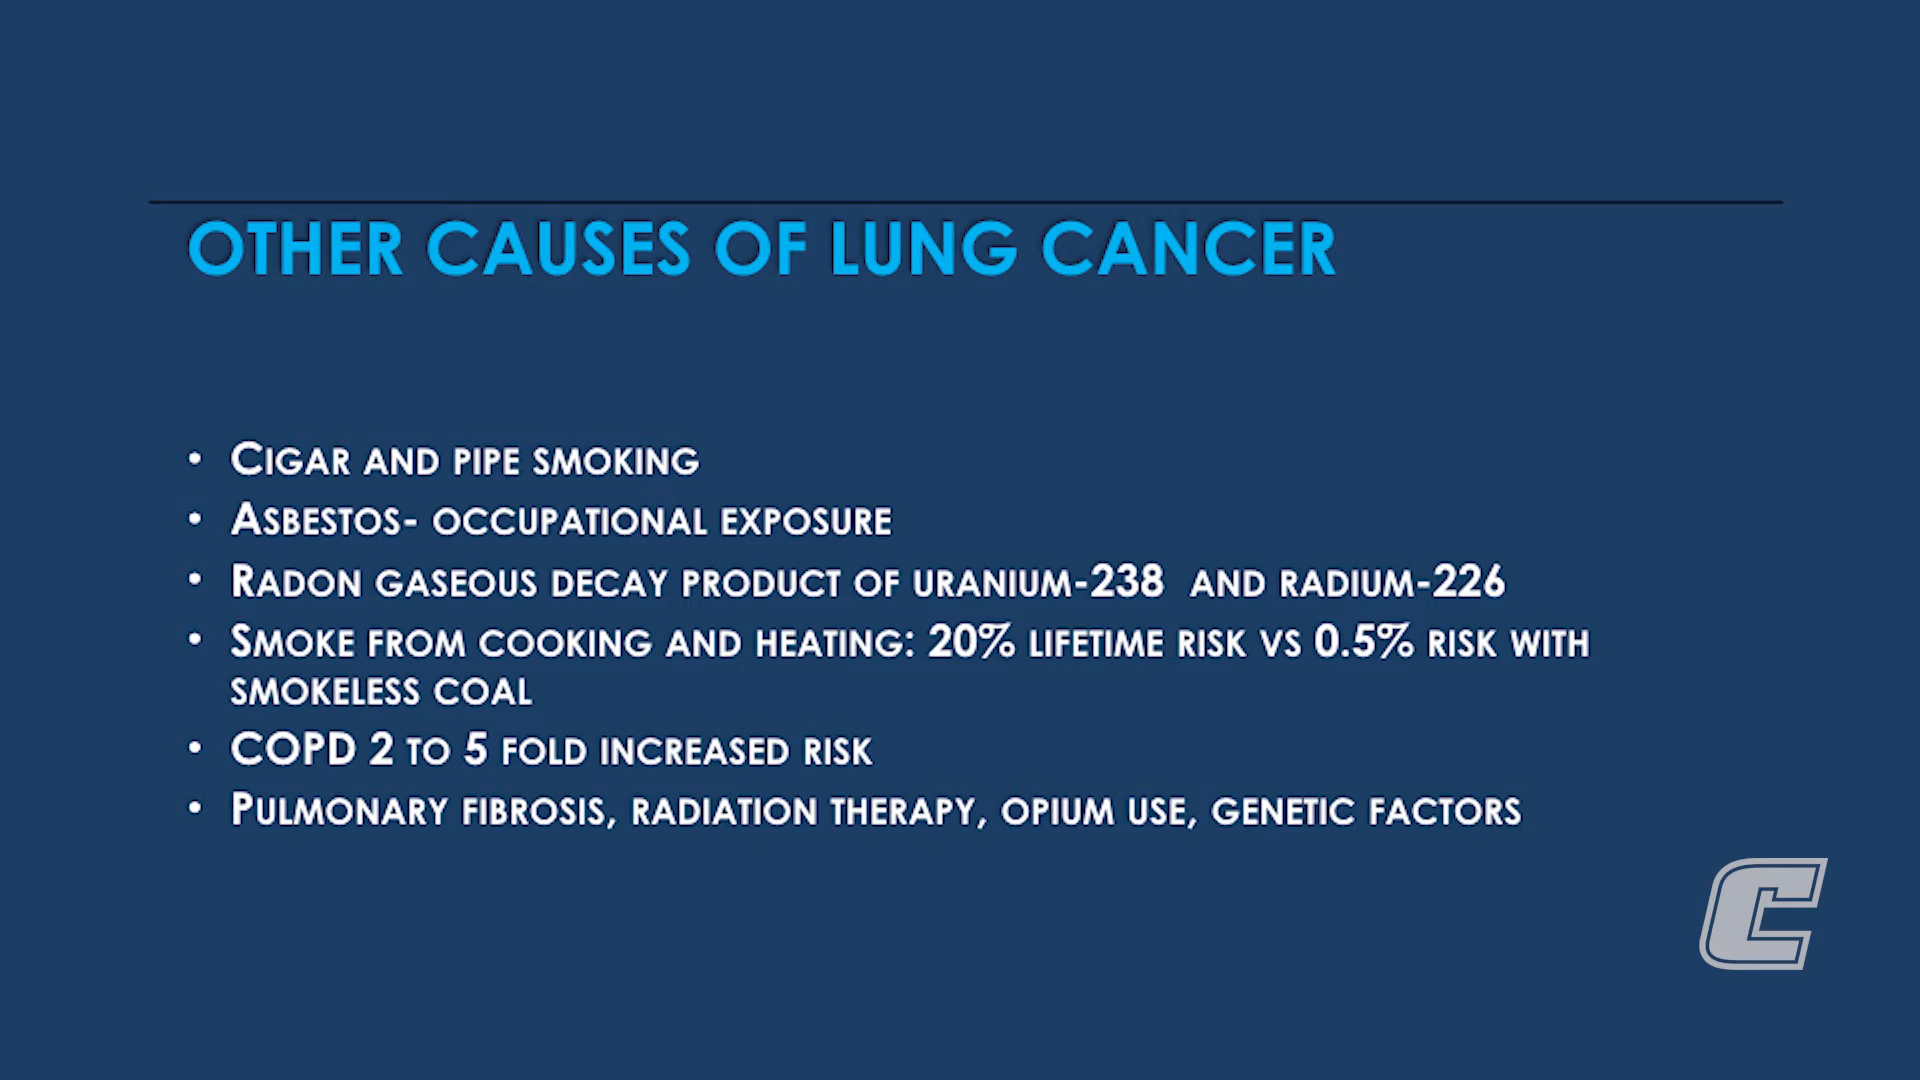 OTHER CAUSES OF LUNG CANCER
• CIGAR AND PIPE SMOKING
• ASBESTOS- OCCUPATIONAL EXPOSURE
• RADON GASEOUS DECAY PRODUCT OF URANIUM-238 AND RADIUM-226
• SMOKE FROM COOKING AND HEATING: 20% LIFETIME RISK VS 0.5% RISK WITH
SMOKELESS COAL
• COPD 2 TO 5 FOLD INCREASED RISK
• PULMONARY FIBROSIS, RADIATION THERAPY, OPIUM USE, GENETIC FACTORS
C